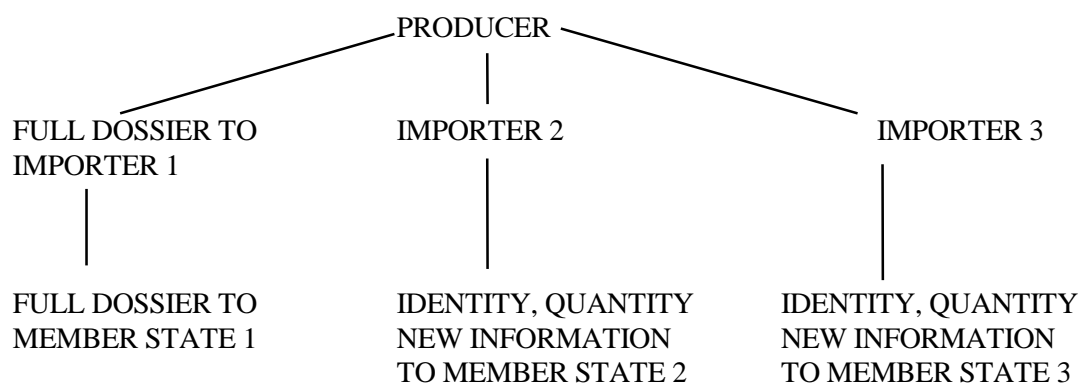 PRODUCER
FULL DOSSIER TO
IMPORTER 1
IMPORTER 2
IMPORTER 3
FULL DOSSIER TO
MEMBER STATE 1
IDENTITY, QUANTITY
NEW INFORMATION
TO MEMBER STATE 2
IDENTITY, QUANTITY
NEW INFORMATION
TO MEMBER STATE 3